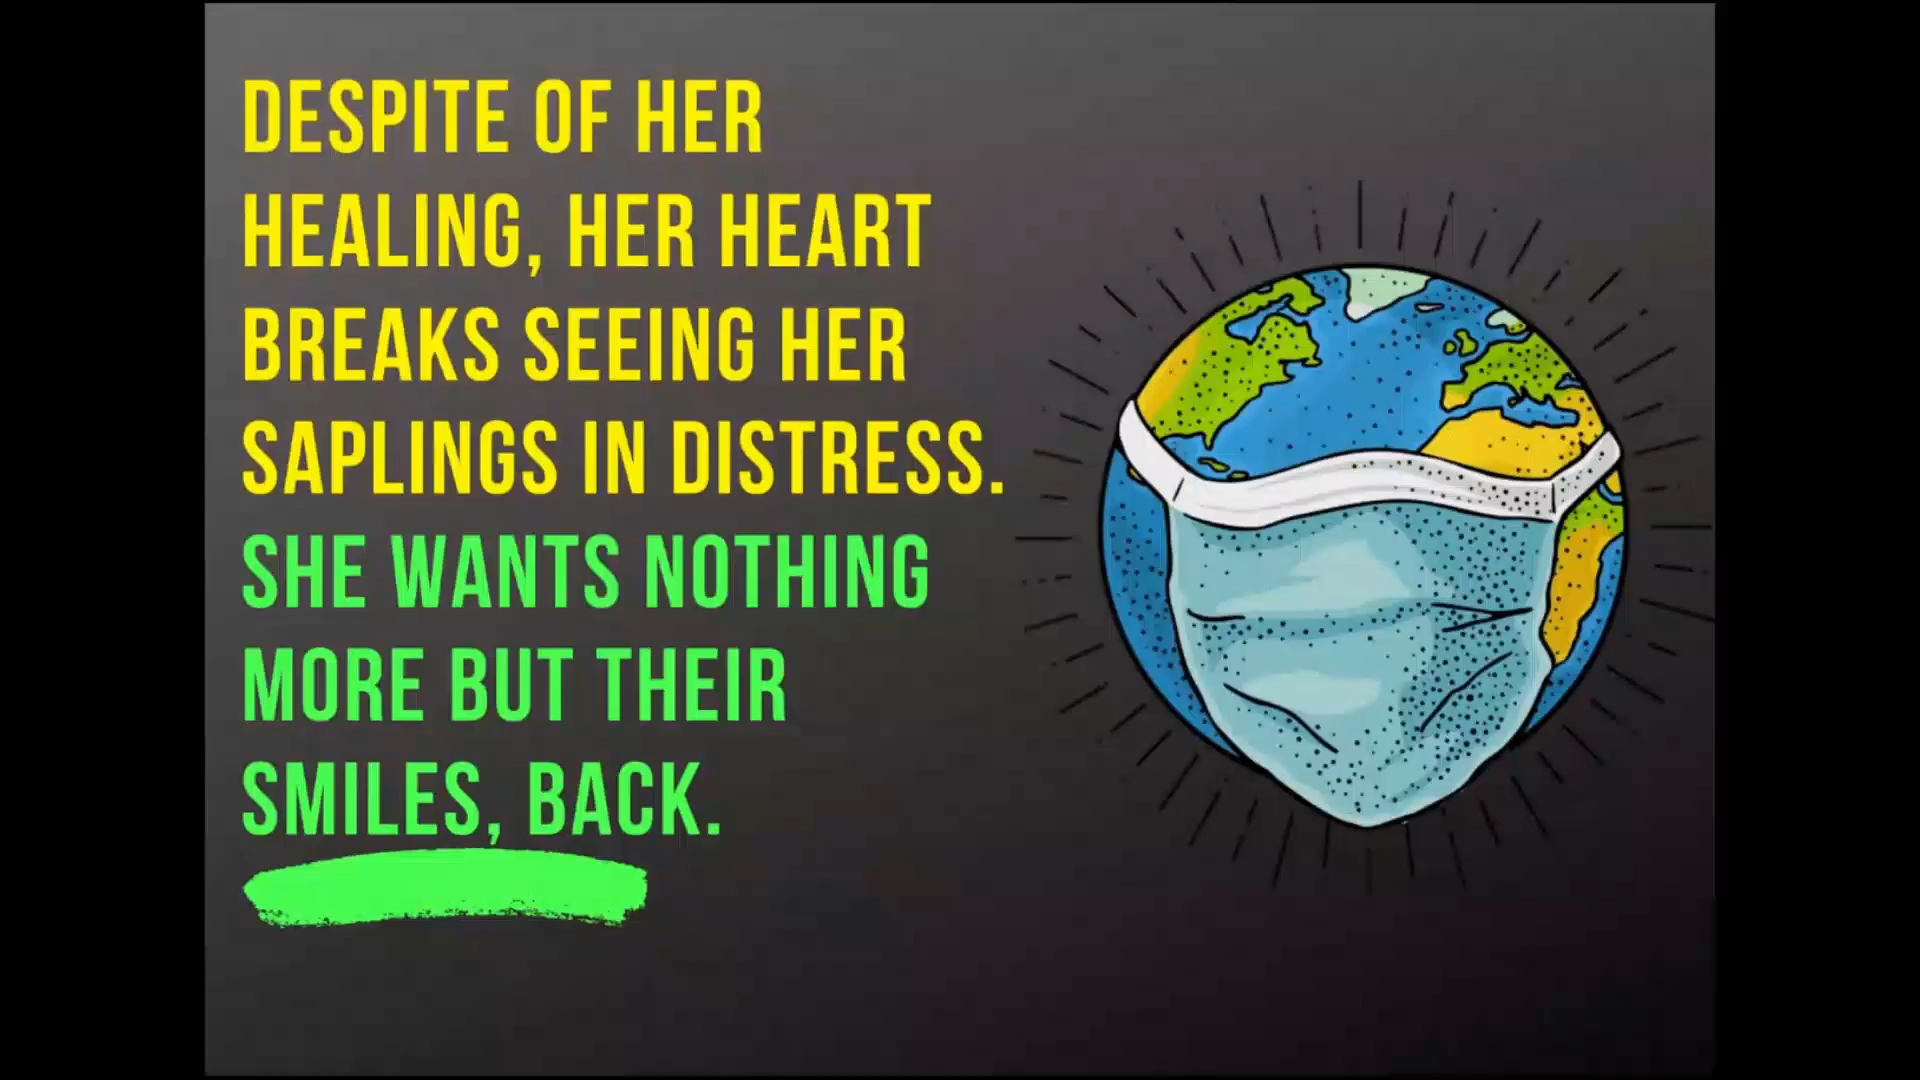 DESPITE OF HER
HEALING, HER HEART
BREAKS SEEING HER
SAPLINGS IN DISTRESS.
SHE WANTS NOTHING
MORE BUT THEIR
SMILES, BACK.